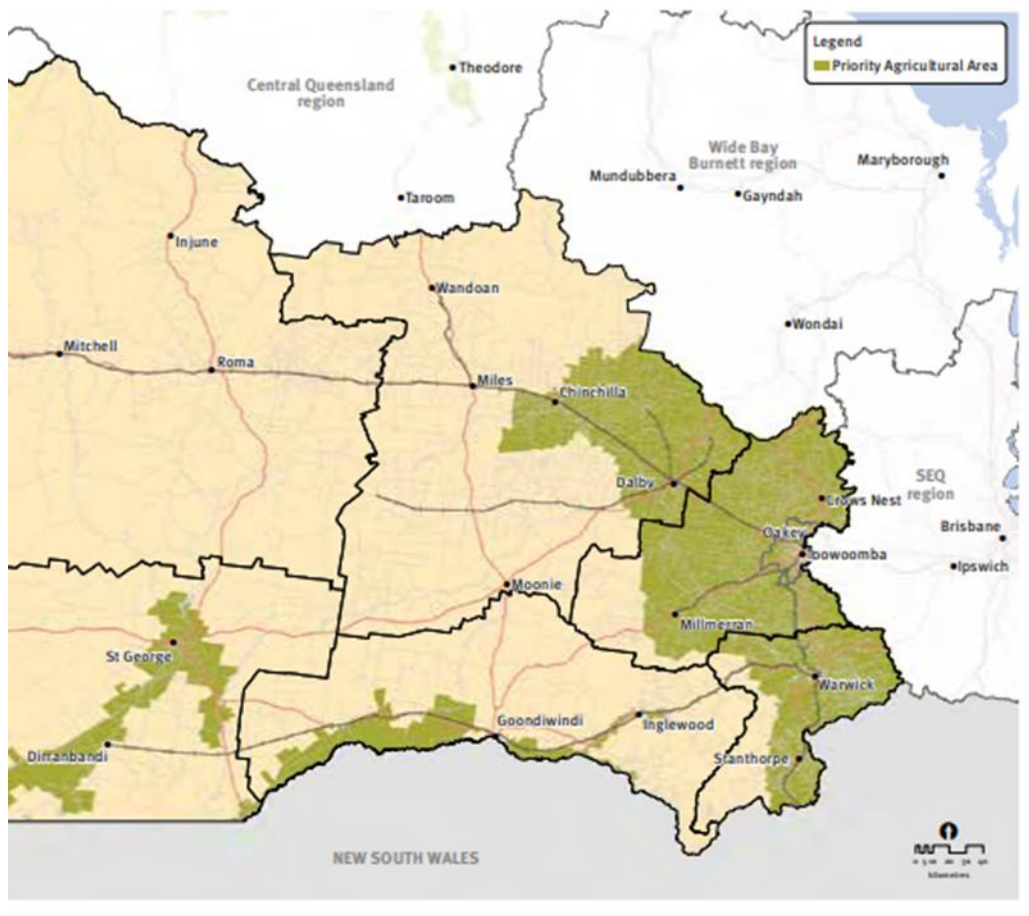 Legend
Priority Agricultural Area
Theodore
Central Queensland
region
Wide Bay
Burnett region
Maryborough
Mundubbera
Gayndah
Taroom
Injune
Wandoan
Wondai
Mitchell
Roma
Miles
Chinchilla
SEQ
region
Dalby
Crows Nest
Brisbane
Oakey
Toowoomba
Ipswich
Moonie
Millmerran
St George
Warwick
Goondiwindi
Inglewood
Dirranbandi
Stanthorpe
NEW SOUTH WALES
kilometres